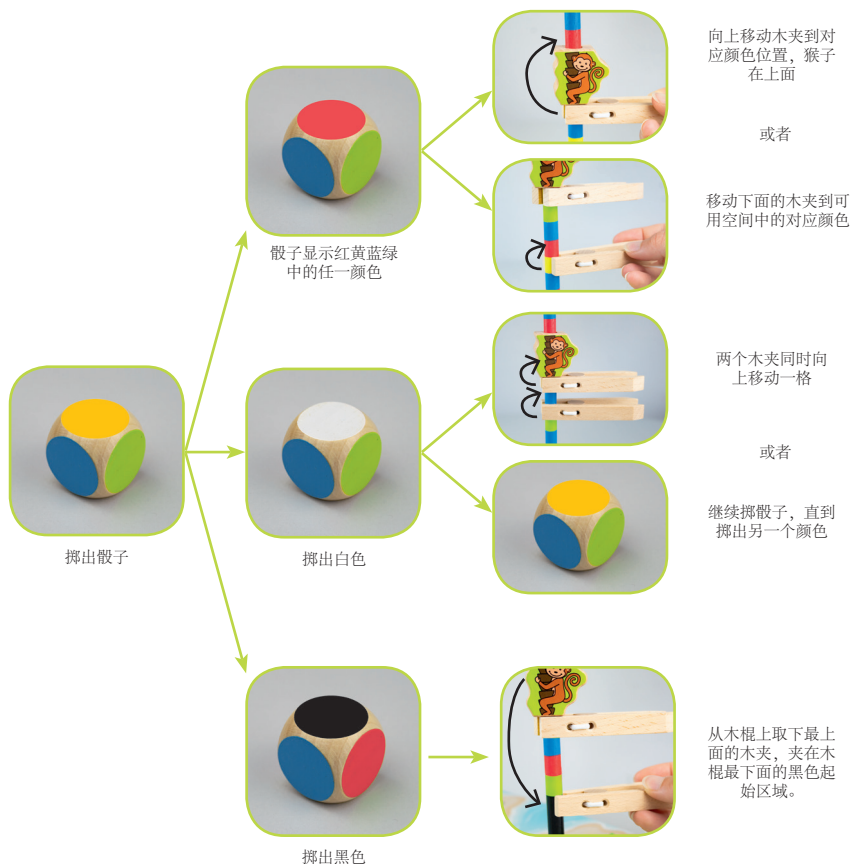 向上移动木夹到对
应颜色位置，猴子
在上面
或者
移动下面的木夹到可
用空间中的对应颜色
骰子显示红黄蓝绿
中的任一颜色
两个木夹同时向
上移动一格
或者
继续掷骰子，直到
掷出另一个颜色
掷出骰子
掷出白色
从木棍上取下最上
面的木夹，夹在木
棍最下面的黑色起
始区域。
掷出黑色